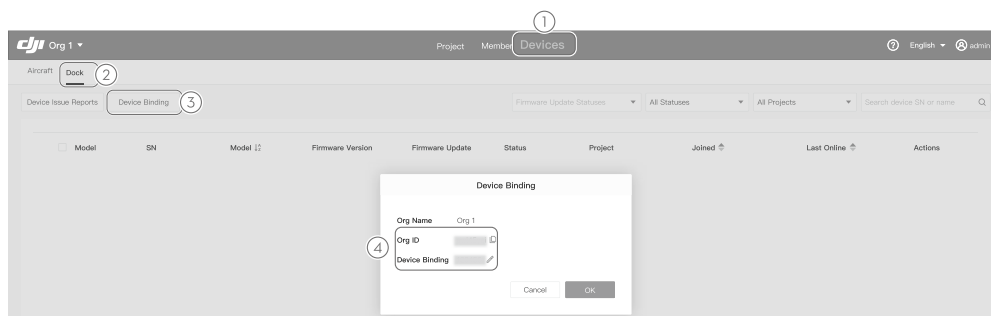 1
dji Org 1 Project Member Devices English admin
Aircraft Dock 2
Device Issue Reports Device Binding 3 Firmware Update Statuses All Statuses All Projects Search device SN or name
Model SN Model Firmware Version Firmware Update Status Project Joined Last Online Actions
Device Binding
Org Name Org 1
4 Org ID
Device Binding
Cancel OK